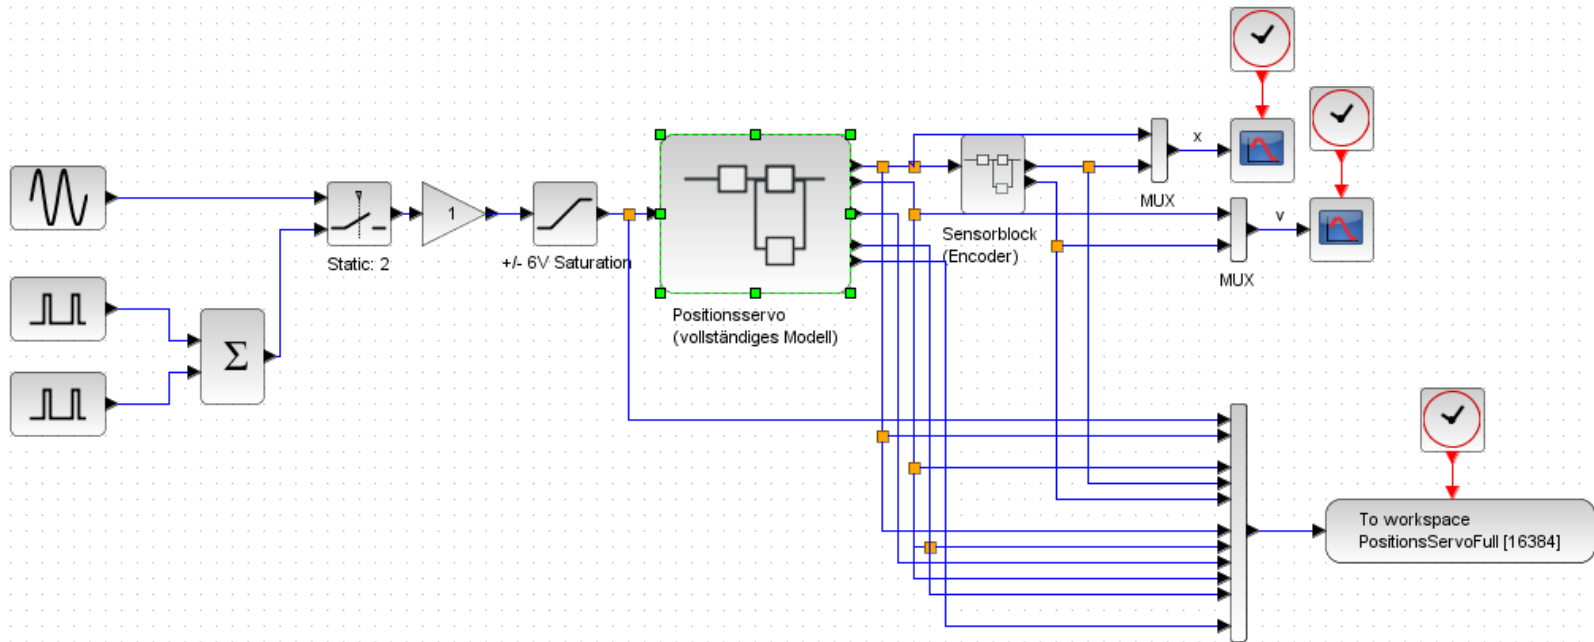 x
MUX
v
MUX
Static: 2
1
+/- 6V Saturation
Σ
Positionsservo
(vollständiges Modell)
Sensorblock
(Encoder)
To workspace
PositionsServoFull [16384]